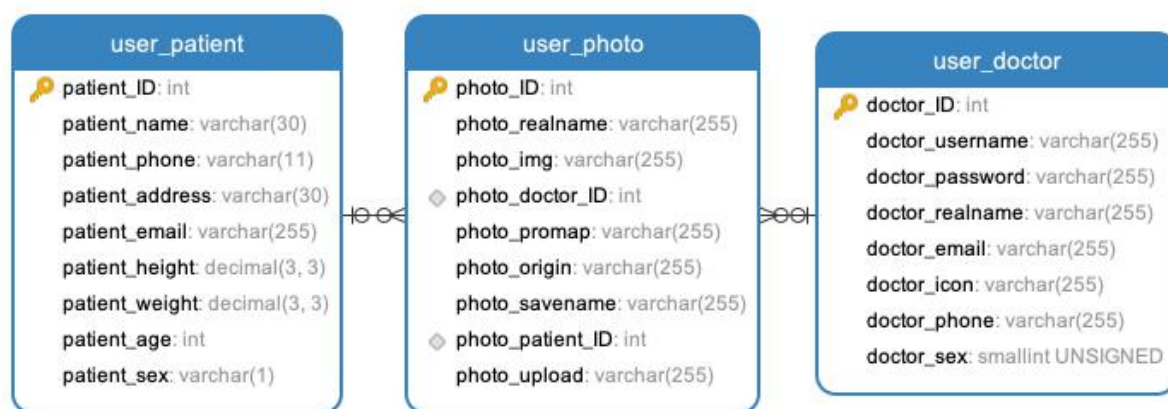 user_patient
patient_ID: int
patient_name: varchar(30)
patient_phone: varchar(11)
patient_address: varchar(30)
patient_email: varchar(255)
patient_height: decimal(3, 3)
patient_weight: decimal(3, 3)
patient_age: int
patient_sex: varchar(1)
user_photo
photo_ID: int
photo_realname: varchar(255)
photo_img: varchar(255)
photo_doctor_ID: int
photo_promap: varchar(255)
photo_origin: varchar(255)
photo_savename: varchar(255)
photo_patient_ID: int
photo_upload: varchar(255)
user_doctor
doctor_ID: int
doctor_username: varchar(255)
doctor_password: varchar(255)
doctor_realname: varchar(255)
doctor_email: varchar(255)
doctor_icon: varchar(255)
doctor_phone: varchar(255)
doctor_sex: smallint UNSIGNED